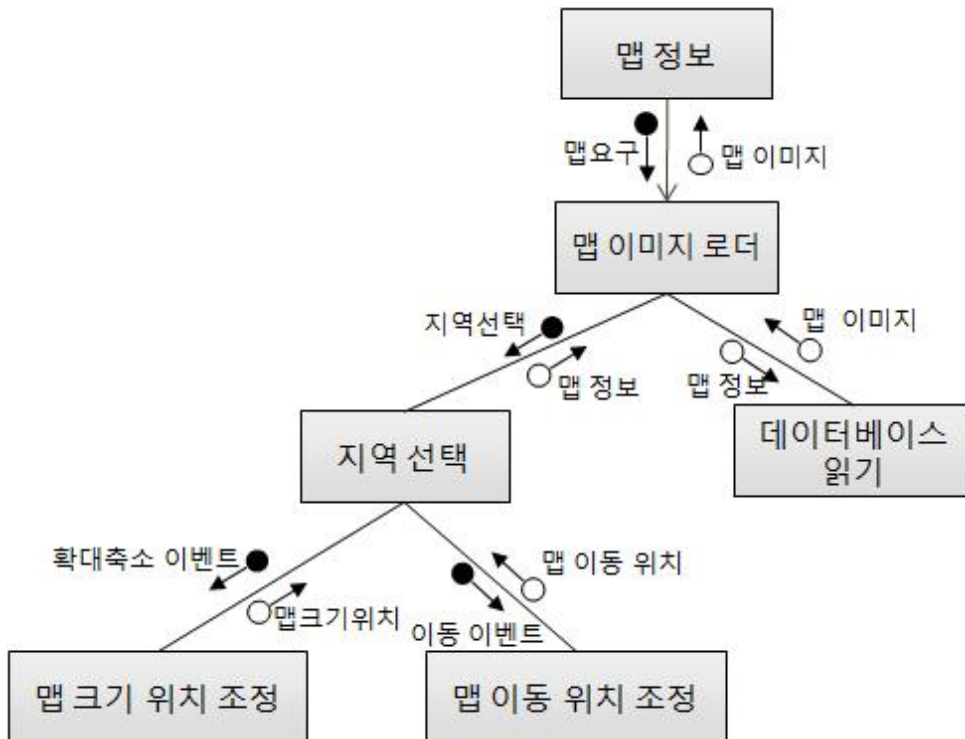 맵 정보
맵요구
맵 이미지
맵 이미지 로더
지역선택
맵 정보
맵 이미지
맵 정보
지역 선택
데이터베이스
읽기
확대축소 이벤트
맵크기위치
맵 이동 위치
이동 이벤트
맵 크기 위치 조정
맵 이동 위치 조정